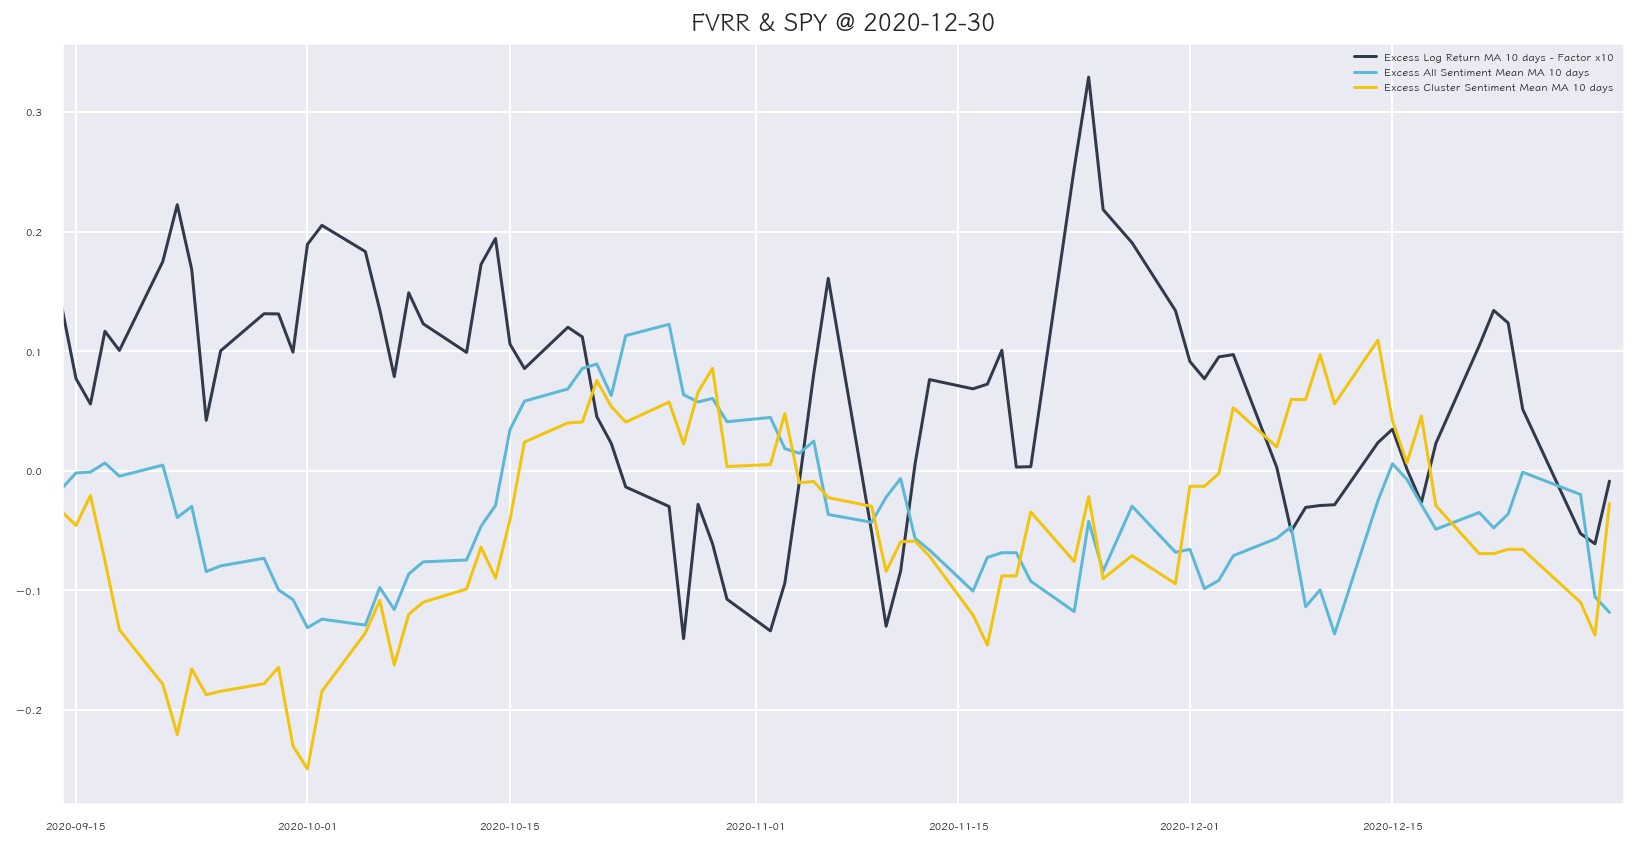 FVRR & SPY @ 2020-12-30
Excess Log Return MA 10 days - Factor x10
Excess All Sentiment Mean MA 10 days
Excess Cluster Sentiment Mean MA 10 days
0.3
0.2
0.1
0.0
−0.1
−0.2
2020-09-15 2020-10-01 2020-10-15 2020-11-01 2020-11-15 2020-12-01 2020-12-15